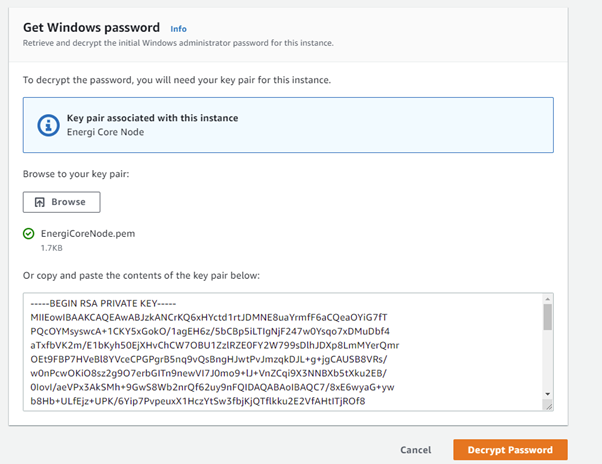 Get Windows password Info
Retrieve and decrypt the initial Windows administrator password for this instance.
To decrypt the password, you will need your key pair for this instance.
Key pair associated with this instance
Energi Core Node
Browse to your key pair:
Browse
EnergiCoreNode.pem
1.7KB
Or copy and paste the contents of the key pair below:
-----BEGIN RSA PRIVATE KEY-----
MIIEowIBAAKCAQEAwABJzkANCrKQ6xHYctd1rtJDMNE8uaYrmfF6aCQeaOYiG7fT
PQcOYMsyswcA+1CKY5xGokO/1agEH6z/5bCBp5iLTIgNjF247w0Ysqo7xDMuDbf4
aTxfbVK2m/E1bKyh50EjXHvChCW7OBU1ZzlRZE0FY2W799sDlhJDXp8LmMYerQmr
OEt9FBP7HVeBl8YVceCPGPgrB5nq9vQsBngHJwtPvJmzqkDJL+g+jgCAUSB8VRs/
w0nPcwOKiO8sz2g9O7erbGITn9newVI7J0mo9+lJ+VnZCqi9X3NNBXb5tXku2EB/
0IovI/aeVPx3AkSMh+9GwS8Wb2nrQf62uy9nFQIDAQABAoIBAQC7/8xE6wyaG+yw
b8Hb+ULfEjz+UPK/6Yip7PvpeuxX1HczYtSw3fbjKjQTfIkku2E2VfAHtITjROf8
Cancel
Decrypt Password